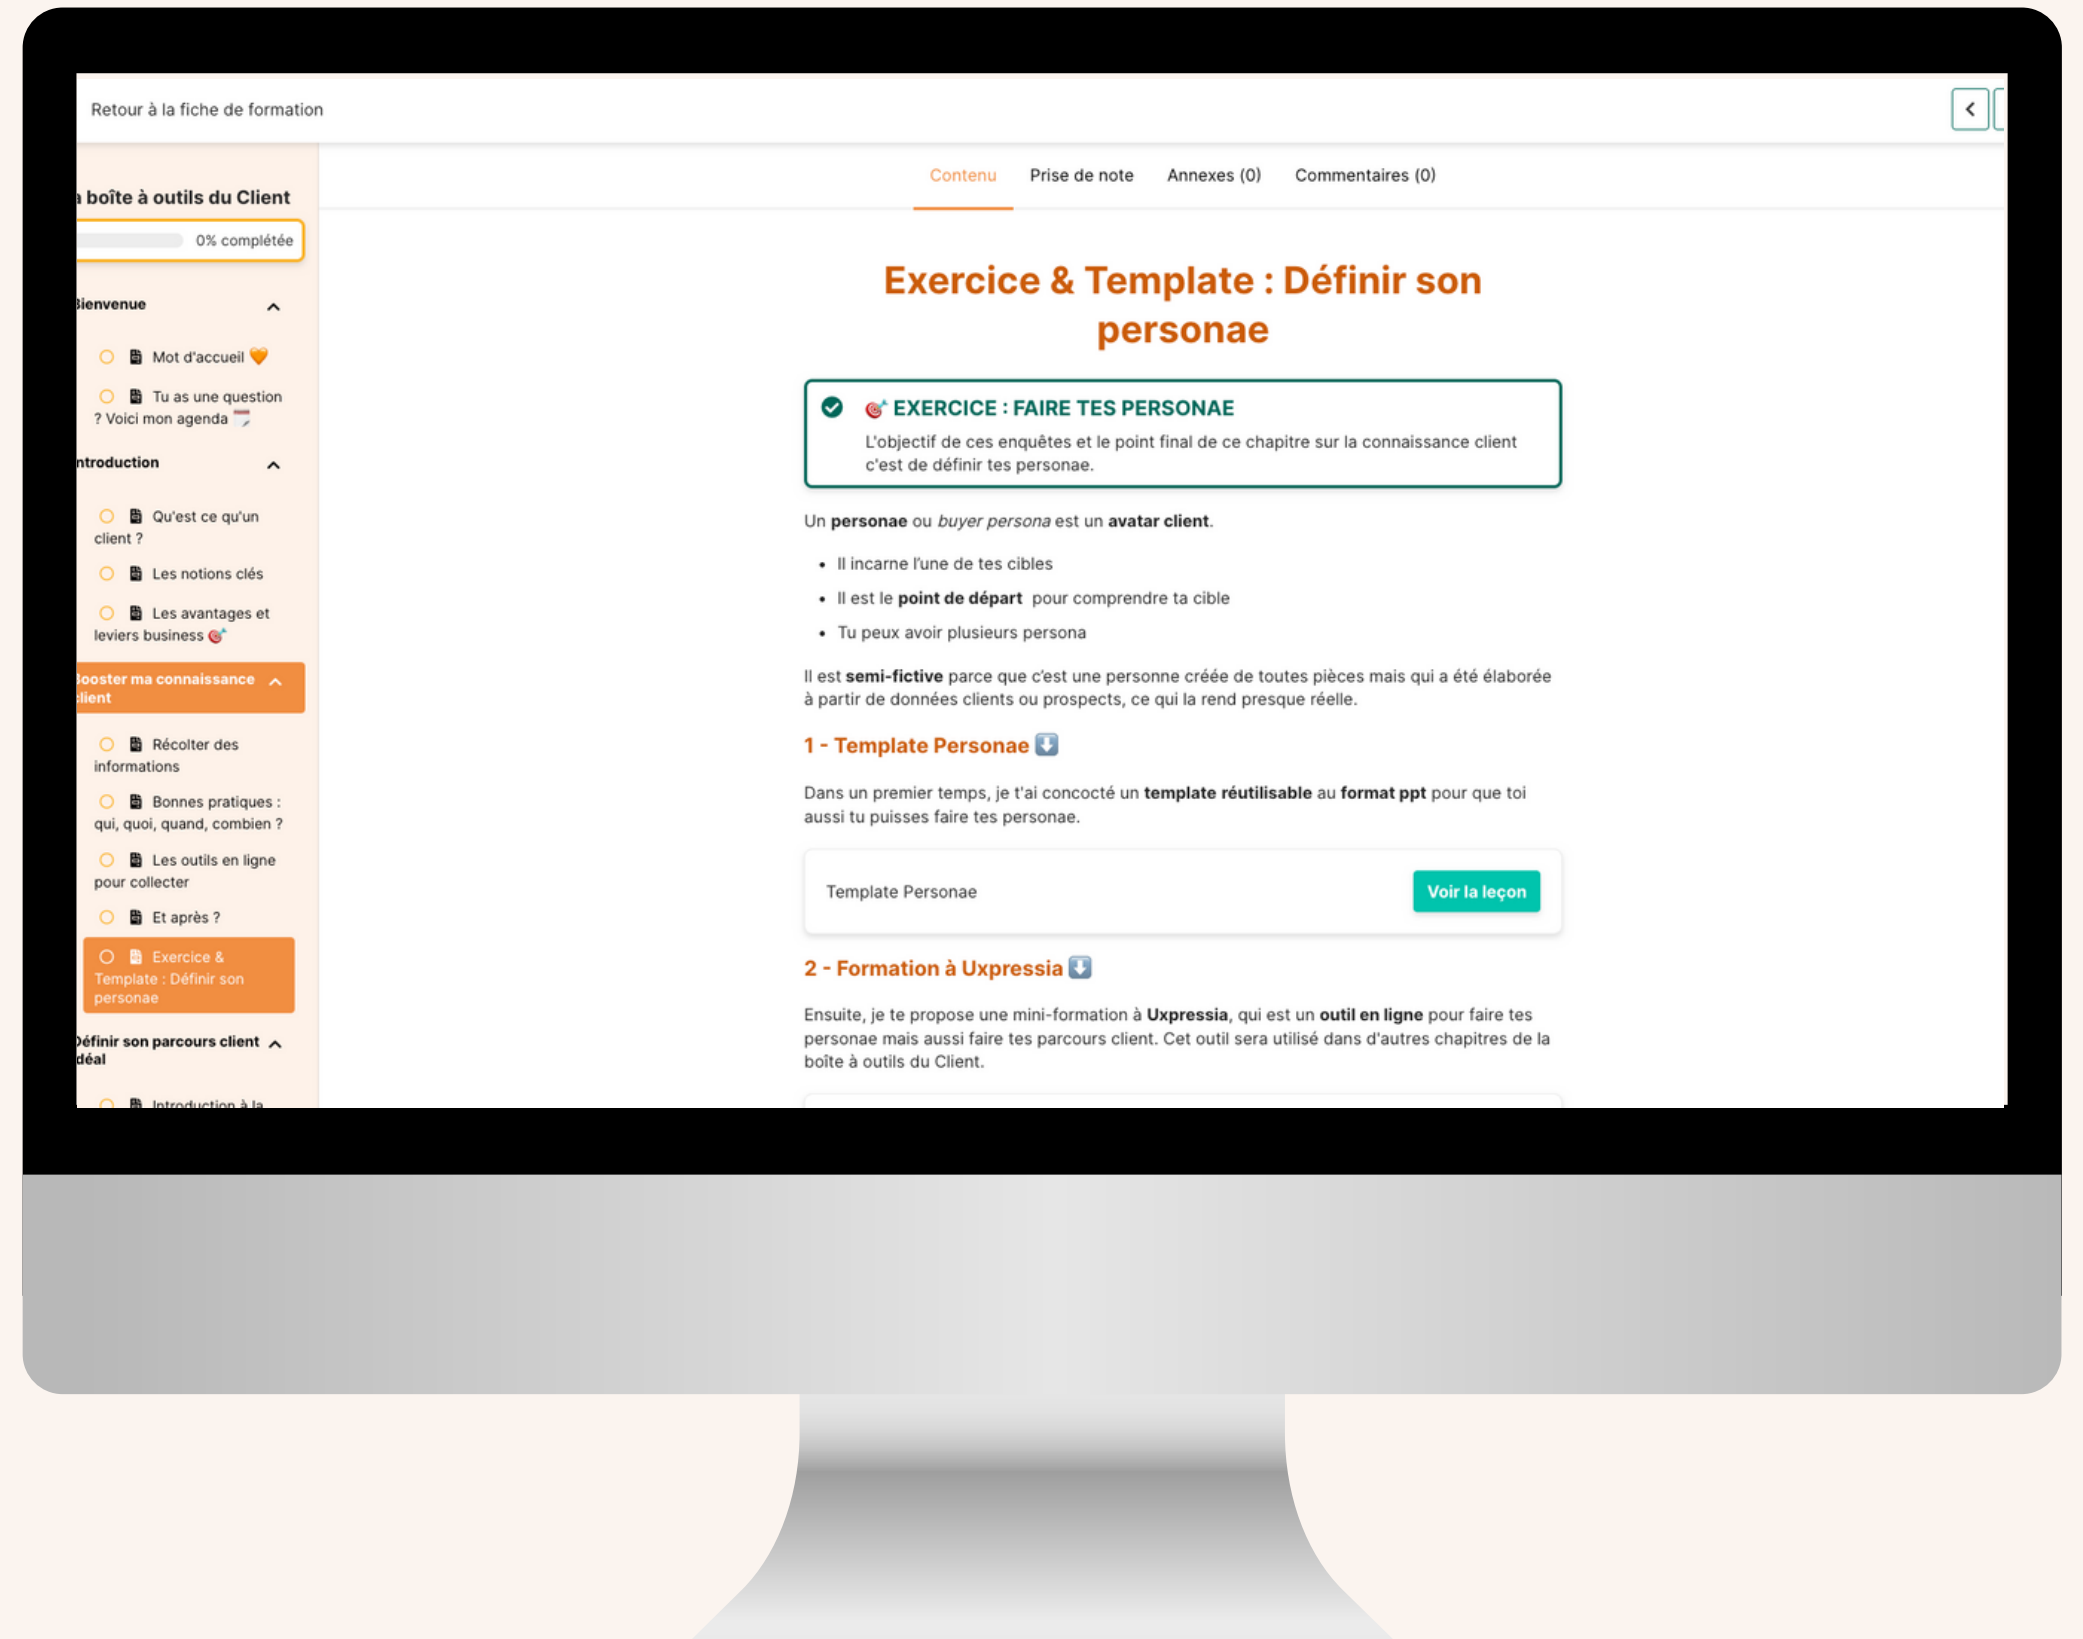 Retour à la fiche de formation
boîte à outils du Client
0% complétée
Bienvenue
Mot d'accueil 🧡
Tu as une question
? Voici mon agenda 🗓️
ntroduction
Qu'est ce qu'un
client ?
Les notions clés
Les avantages et
leviers business 🎯
Booster ma connaissance
client
Récolter des
informations
Bonnes pratiques :
qui, quoi, quand, combien ?
Les outils en ligne
pour collecter
Et après ?
Exercice &
Template : Définir son
personae
Définir son parcours client
déal
Introduction à la
Contenu
Prise de note
Annexes (0)
Commentaires (0)
Exercice & Template : Définir son
personae
🎯 EXERCICE : FAIRE TES PERSONAE
L'objectif de ces enquêtes et le point final de ce chapitre sur la connaissance client
c'est de définir tes personae.
Un personae ou buyer persona est un avatar client.
• Il incarne l'une de tes cibles
• Il est le point de départ pour comprendre ta cible
• Tu peux avoir plusieurs persona
Il est semi-fictive parce que c'est une personne créée de toutes pièces mais qui a été élaborée
à partir de données clients ou prospects, ce qui la rend presque réelle.
1 - Template Personae ⬇️
Dans un premier temps, je t'ai concocté un template réutilisable au format ppt pour que toi
aussi tu puisses faire tes personae.
Template Personae
Voir la leçon
2 - Formation à Uxpressia ⬇️
Ensuite, je te propose une mini-formation à Uxpressia, qui est un outil en ligne pour faire tes
personae mais aussi faire tes parcours client. Cet outil sera utilisé dans d'autres chapitres de la
boîte à outils du Client.